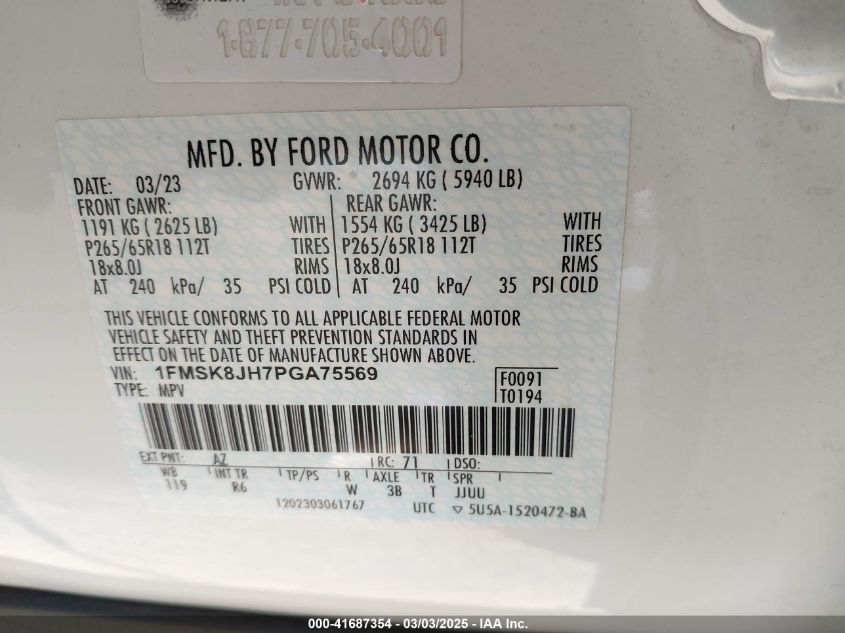 1-877-705-4001
MFD. BY FORD MOTOR CO.
DATE: 03/23 GVWR: 2694 KG ( 5940 LB)
FRONT GAWR: REAR GAWR:
1191 KG ( 2625 LB) WITH 1554 KG ( 3425 LB) WITH
P265/65R18 112T TIRES P265/65R18 112T TIRES
18x8.0J RIMS 18x8.0J RIMS
AT 240 kPa/ 35 PSI COLD AT 240 kPa/ 35 PSI COLD
THIS VEHICLE CONFORMS TO ALL APPLICABLE FEDERAL MOTOR
VEHICLE SAFETY AND THEFT PREVENTION STANDARDS IN
EFFECT ON THE DATE OF MANUFACTURE SHOWN ABOVE.
VIN: 1FMSK8JH7PGA75569 F0091
TYPE: MPV T0194
EXT PNT: AZ RC: 71 DSO:
WB INT TR TP/PS R AXLE TR SPR
119 R6 W 3B T JJUU
1202303061767 UTC ▽ 5U5A-1520472-BA
000-41687354 — 03/03/2025 - IAA Inc.